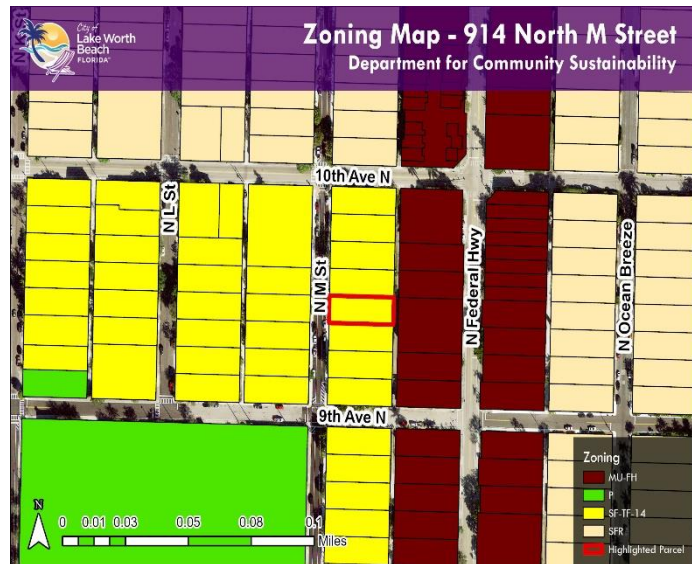 City of
Lake Worth
Beach
FLORIDA
Zoning Map - 914 North M Street
Department for Community Sustainability
10th Ave N
N L St
N M St
N Federal Hwy
N Ocean Breeze
9th Ave N
N
0 0.01 0.03 0.05 0.08 0.1
Miles
Zoning
MU-FH
P
SF-TF-14
SFR
Highlighted Parcel